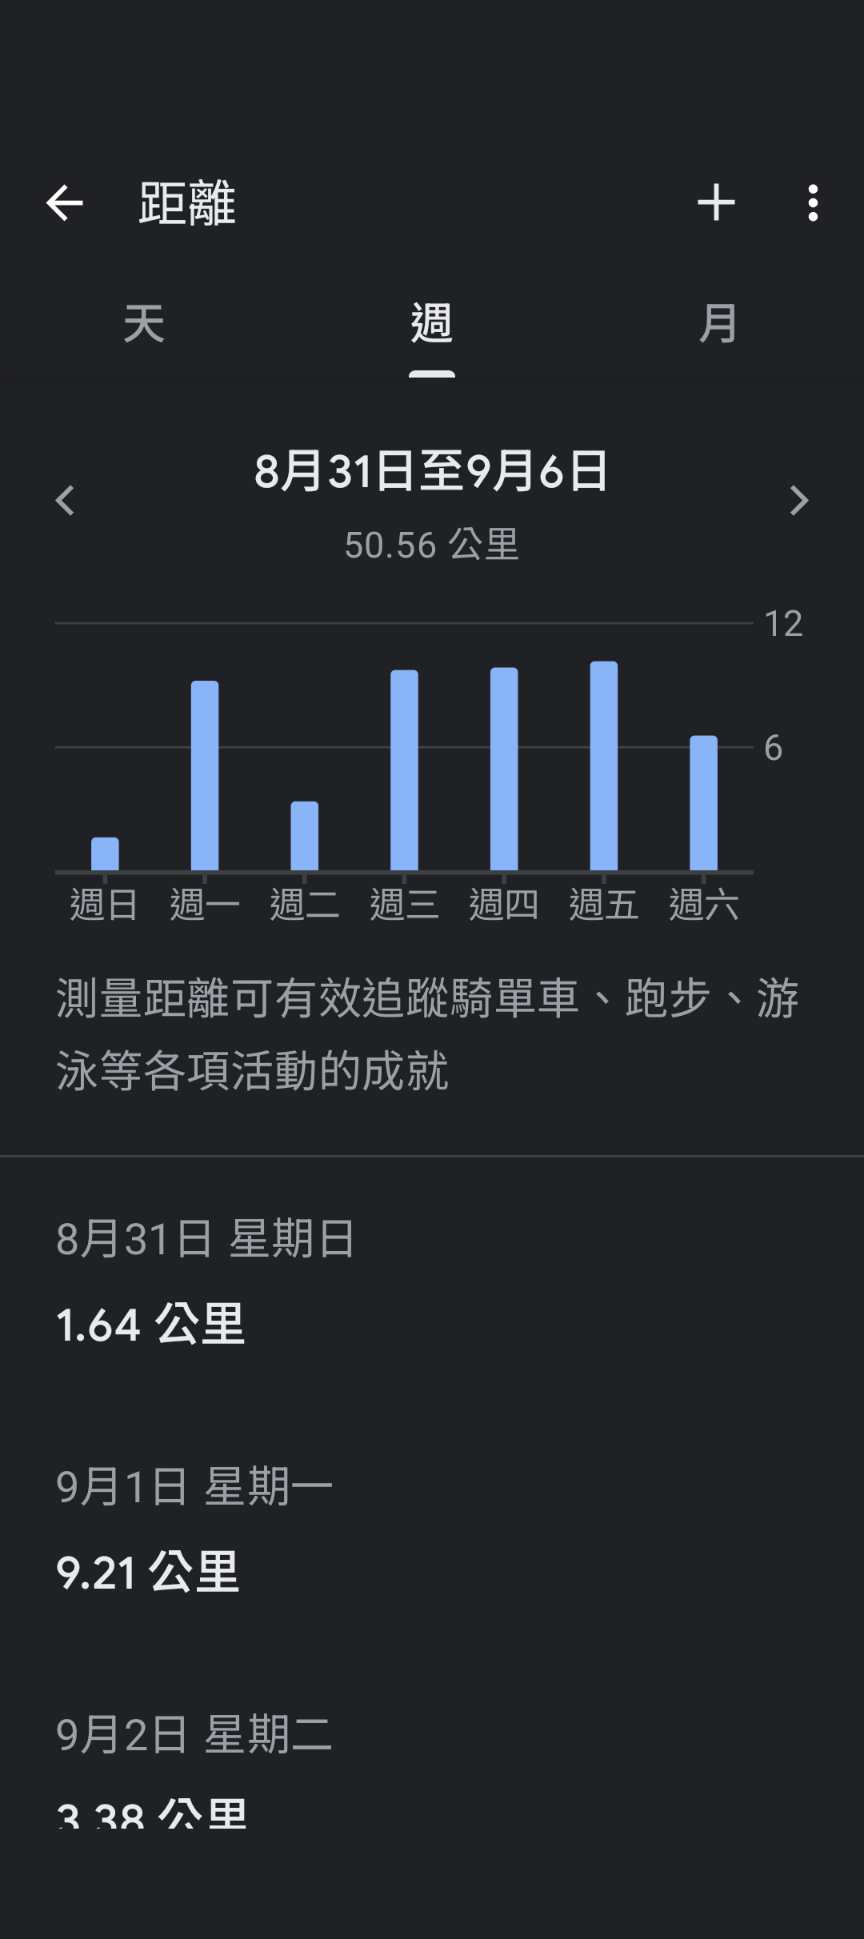 距離
天 週 月
8月31日至9月6日
50.56 公里
12
6
週日 週一 週二 週三 週四 週五 週六
測量距離可有效追蹤騎單車、跑步、游
泳等各項活動的成就
8月31日 星期日
1.64 公里
9月1日 星期一
9.21 公里
9月2日 星期二
3.38 公里